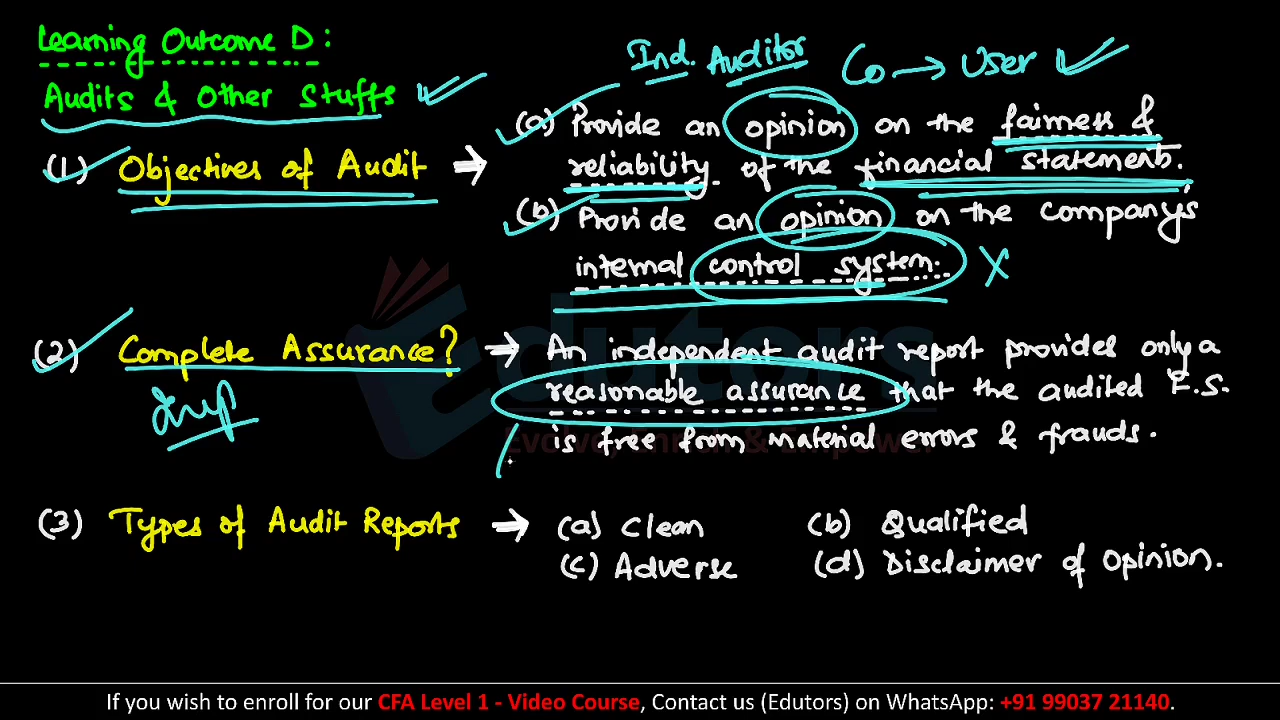 Learning Outcome D:
Audits & Other Stuffs
Ind. Auditor
Co → User
(1) Objectives of Audit →
(a) Provide an opinion on the fairness &
reliability of the financial statement.
(b) Provide an opinion on the company's
internal control system. X
(2) Complete Assurance? → An independent audit report provides only a
Imp
reasonable assurance that the audited F.S.
is free from material errors & frauds.
Edutors
(3) Types of Audit Reports → (a) Clean (b) Qualified
(c) Adverse (d) Disclaimer of Opinion.
If you wish to enroll for our CFA Level 1 - Video Course, Contact us (Edutors) on WhatsApp: +91 99037 21140.